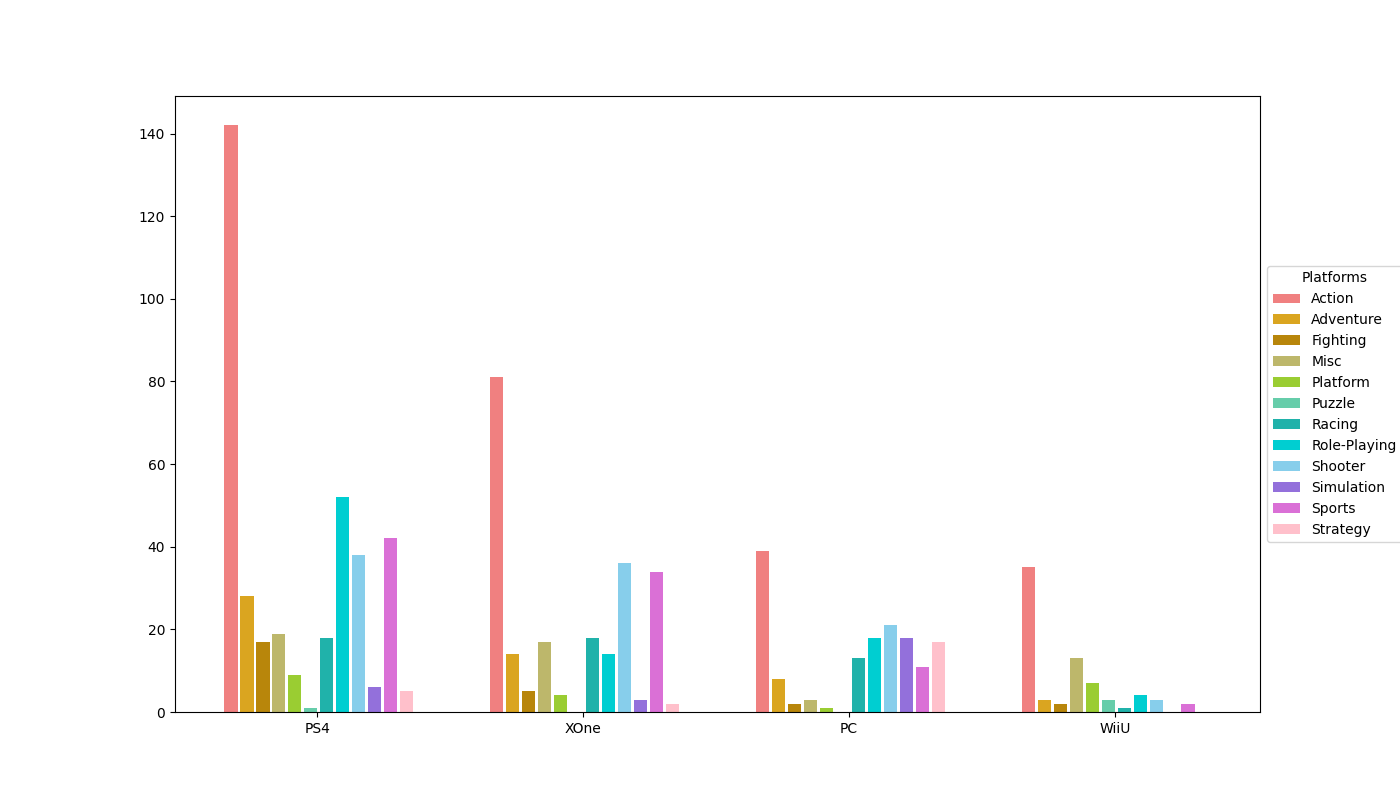 140
120
100
80
60
40
20
0
PS4 XOne PC WiiU
Platforms
Action
Adventure
Fighting
Misc
Platform
Puzzle
Racing
Role-Playing
Shooter
Simulation
Sports
Strategy